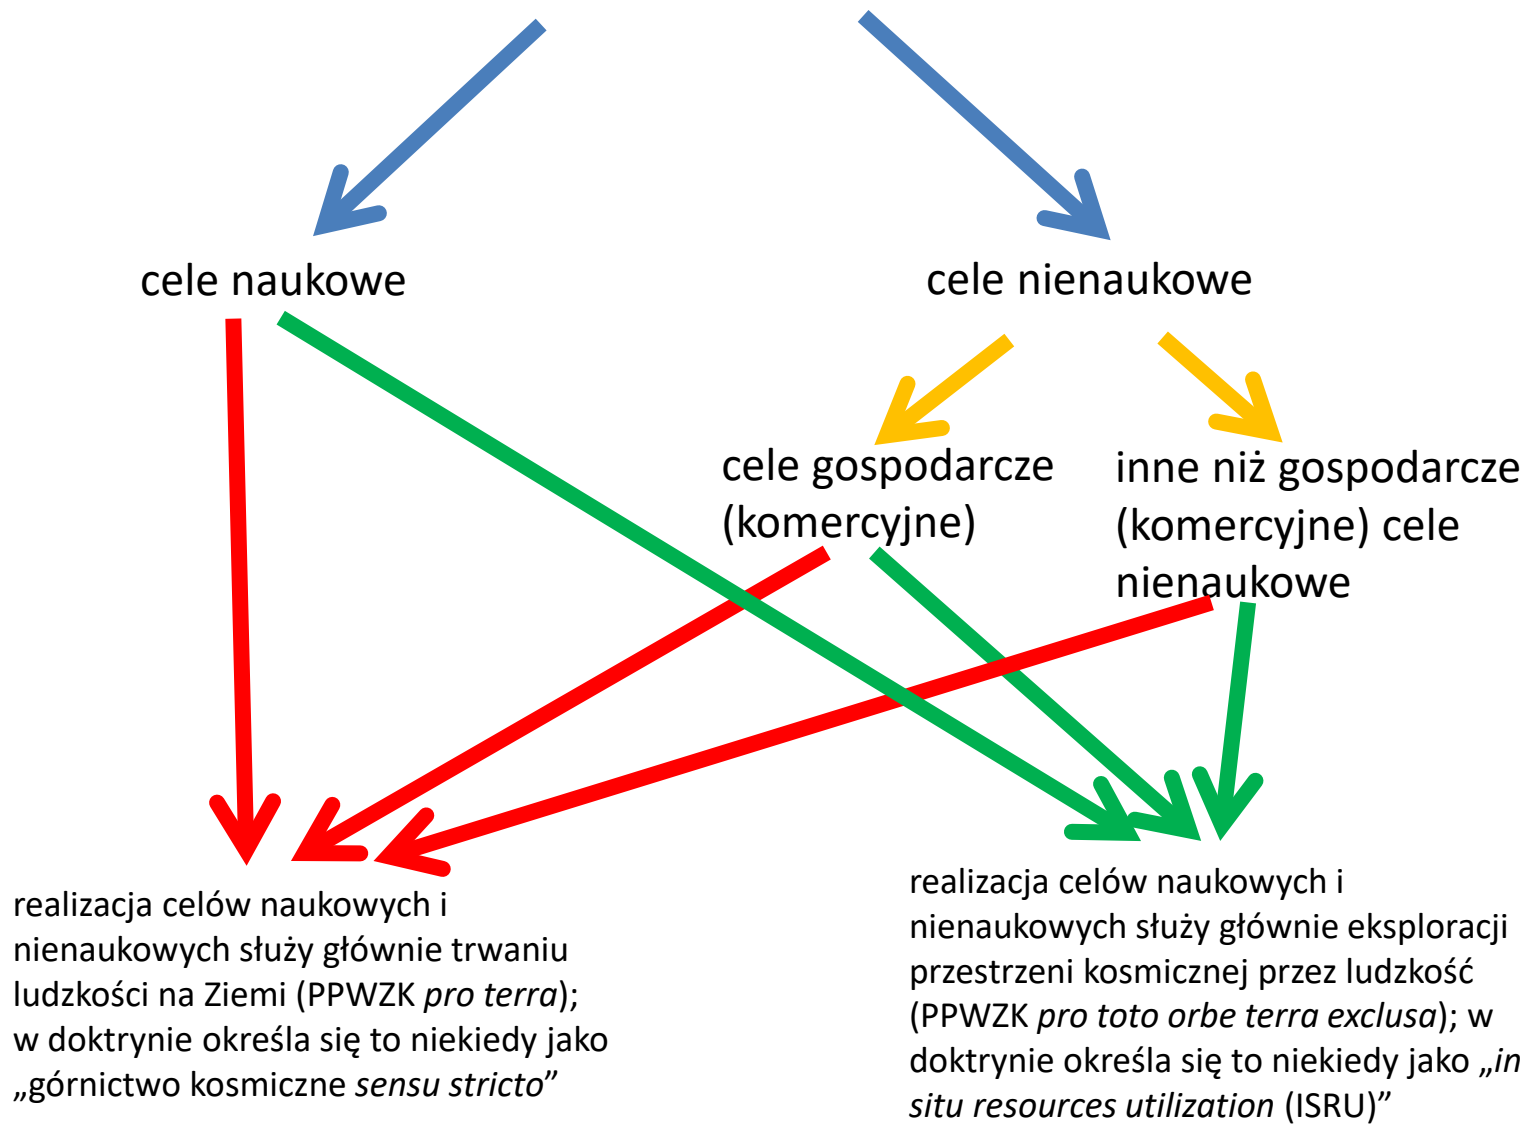 cele naukowe
cele nienaukowe
cele gospodarcze
(komercyjne)
inne niż gospodarcze
(komercyjne) cele
nienaukowe
realizacja celów naukowych i
nienaukowych służy głównie trwaniu
ludzkości na Ziemi (PPWZK pro terra);
w doktrynie określa się to niekiedy jako
„górnictwo kosmiczne sensu stricto”
realizacja celów naukowych i
nienaukowych służy głównie eksploracji
przestrzeni kosmicznej przez ludzkość
(PPWZK pro toto orbe terra exclusa); w
doktrynie określa się to niekiedy jako „in
situ resources utilization (ISRU)”